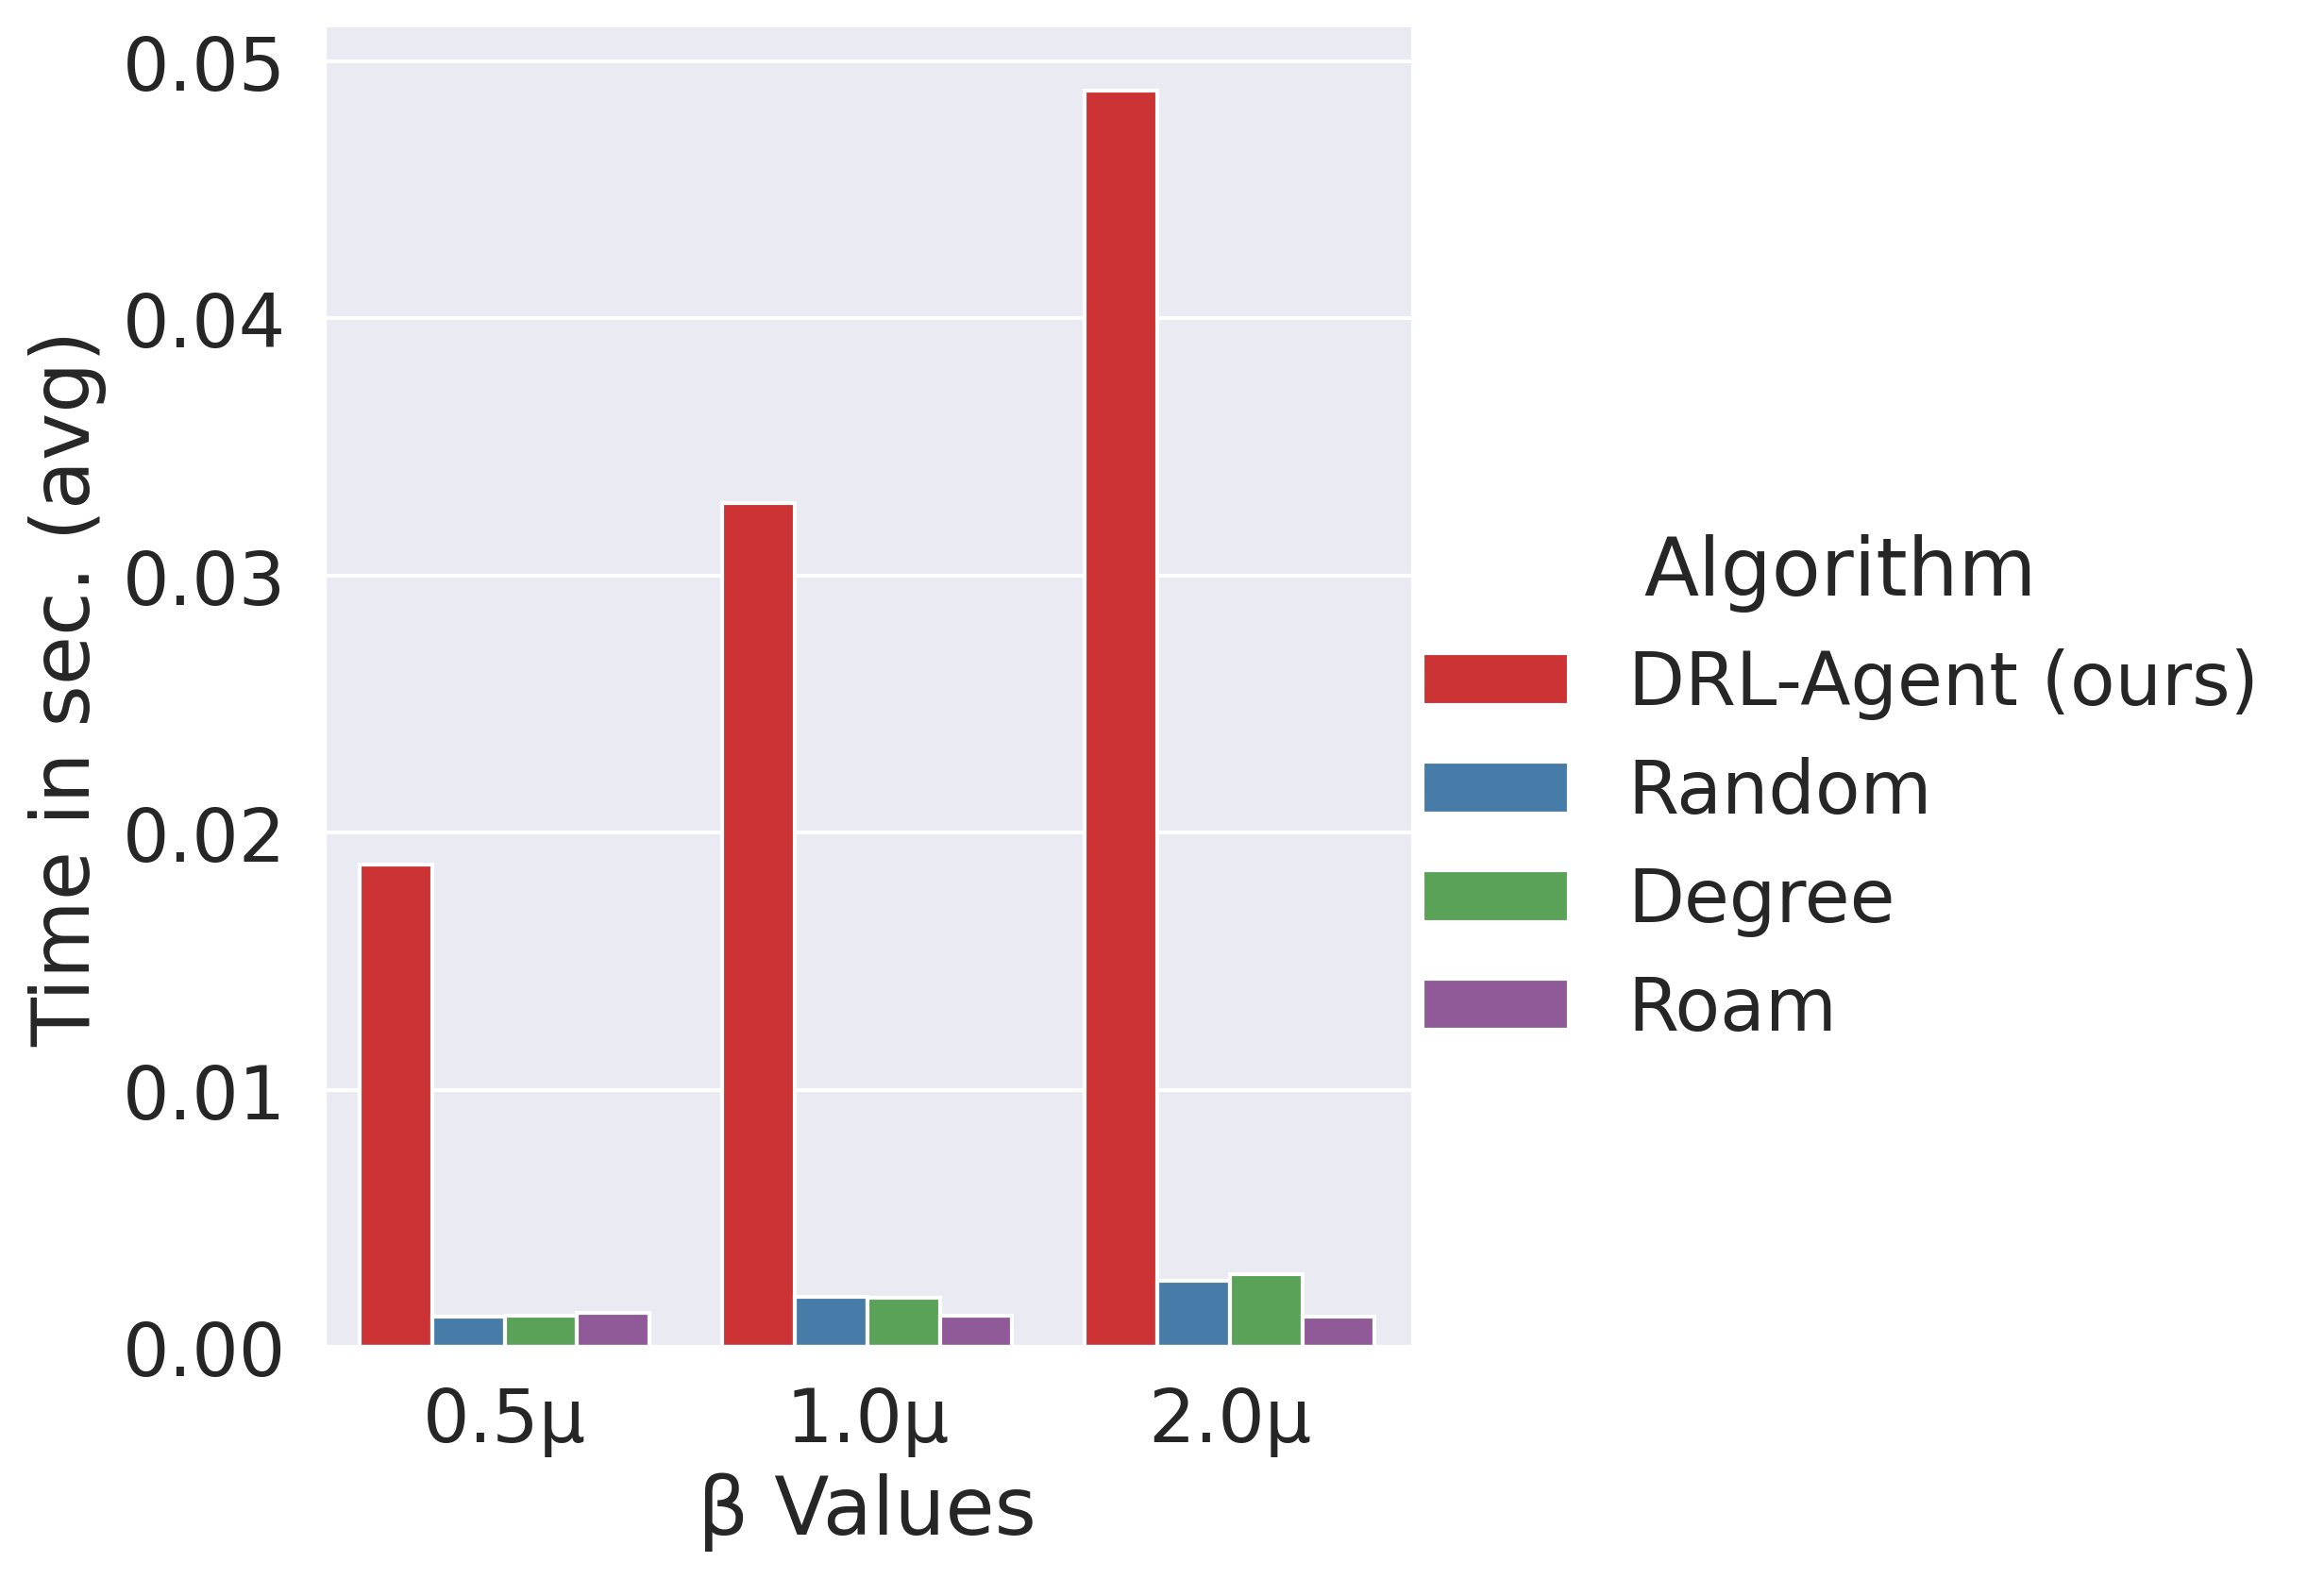 Time in sec. (avg)
0.05
0.04
0.03
0.02
0.01
0.00
0.5μ 1.0μ 2.0μ
β Values
Algorithm
DRL-Agent (ours)
Random
Degree
Roam